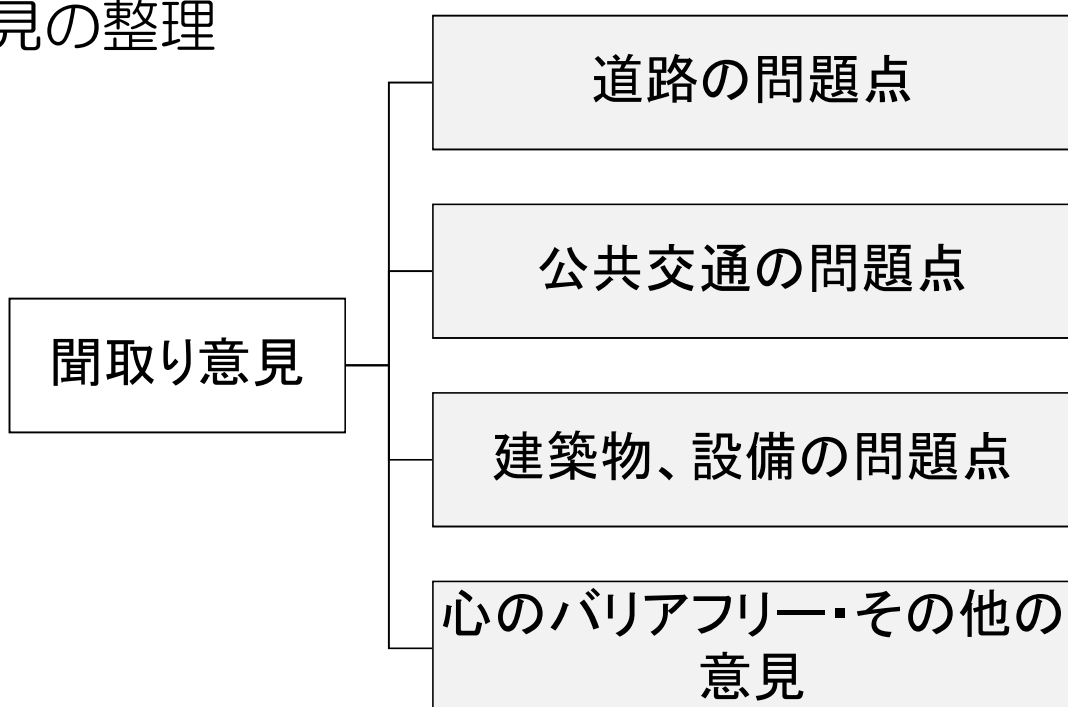 見の整理
道路の問題点
公共交通の問題点
聞取り意見
建築物、設備の問題点
心のバリアフリー・その他の
意見